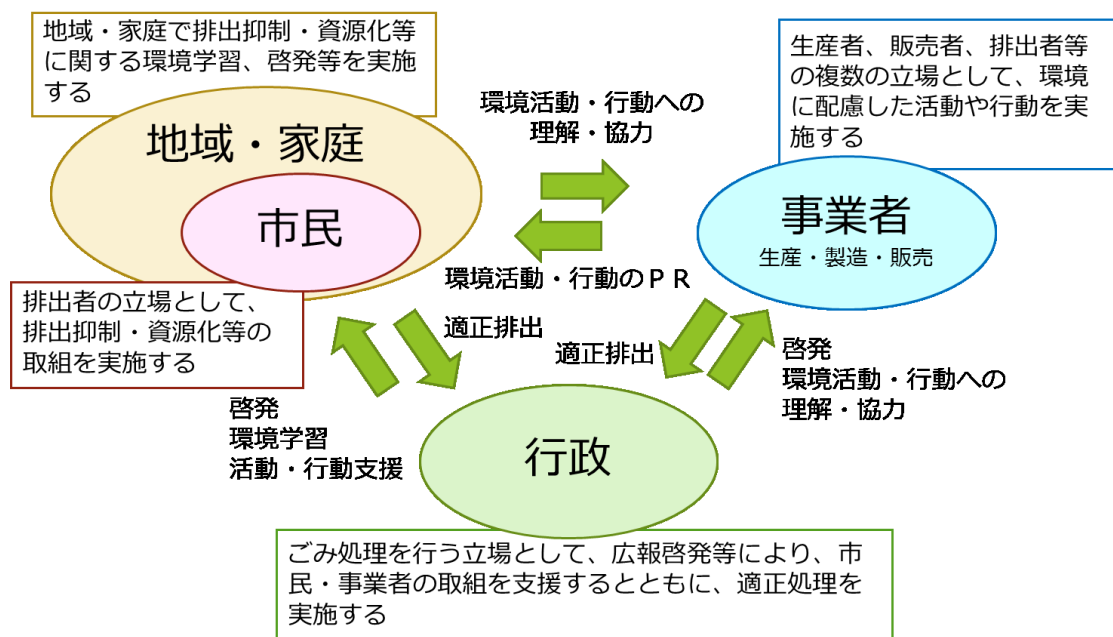 地域・家庭で排出抑制・資源化等
に関する環境学習、啓発等を実施
する
地域・家庭
市民
排出者の立場として、
排出抑制・資源化等の
取組を実施する
環境活動・行動への
理解・協力
環境活動・行動のＰＲ
生産者、販売者、排出者等
の複数の立場として、環境
に配慮した活動や行動を実
施する
事業者
生産・製造・販売
適正排出
啓発
環境学習
活動・行動支援
適正排出
啓発
環境活動・行動への
理解・協力
行政
ごみ処理を行う立場として、広報啓発等により、市
民・事業者の取組を支援するとともに、適正処理を
実施する